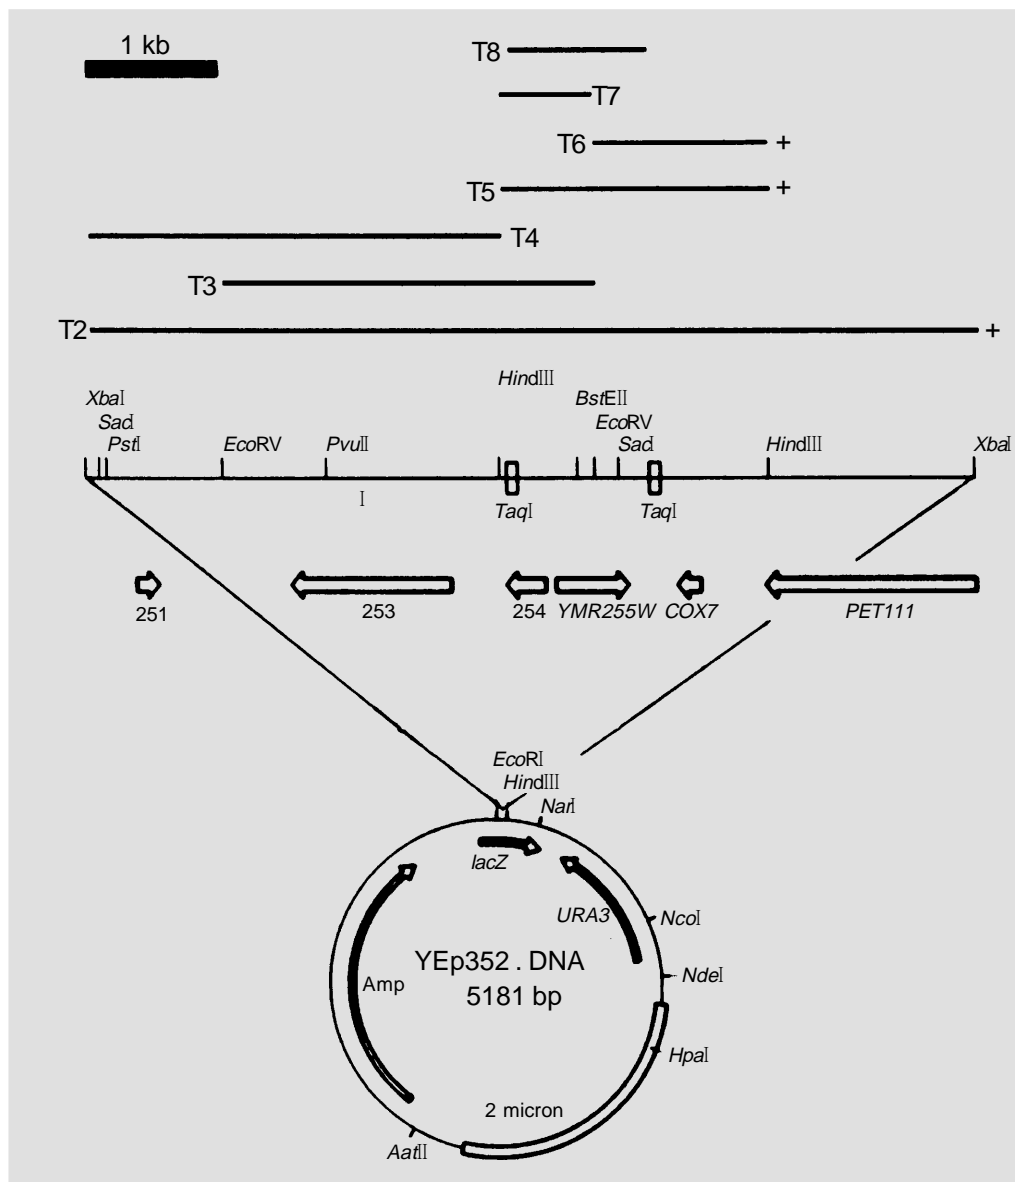 1 kb
T8
T7
T6 +
T5 +
T4
T3
T2 +
HindIII
XbaI BstEII
SacI EcoRV
PstI EcoRV PvuII SacI HindIII XbaI
I TaqI TaqI
251 253 254 YMR255W COX7 PET111
EcoRI
HindIII
NarI
lacZ
URA3 NcoI
YEp352 . DNA
NdeI
Amp 5181 bp
HpaI
2 micron
AatII